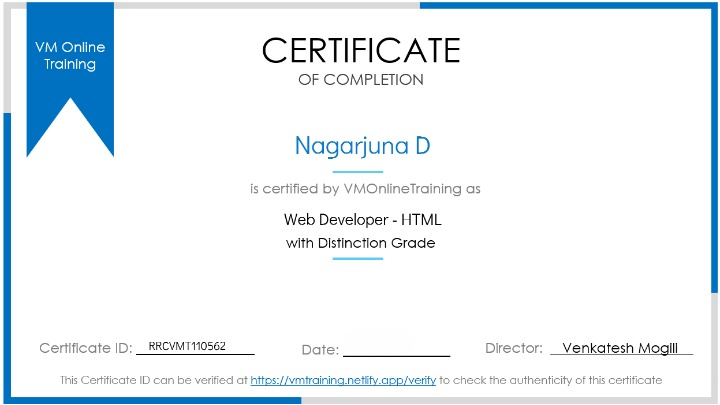 VM Online
Training
CERTIFICATE
OF COMPLETION
Nagarjuna D
is certified by VMOnlineTraining as
Web Developer - HTML
with Distinction Grade
Certificate ID: RRCVMT110562 Date: Director: Venkatesh Mogili
This Certificate ID can be verified at https://vmtraining.netlify.app/verify to check the authenticity of this certificate